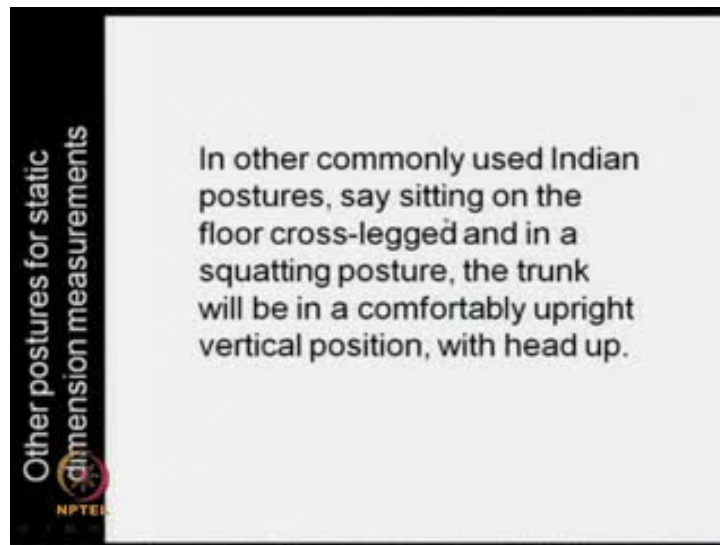 Other postures for static
dimension measurements
In other commonly used Indian
postures, say sitting on the
floor cross-legged and in a
squatting posture, the trunk
will be in a comfortably upright
vertical position, with head up.
NPTEL